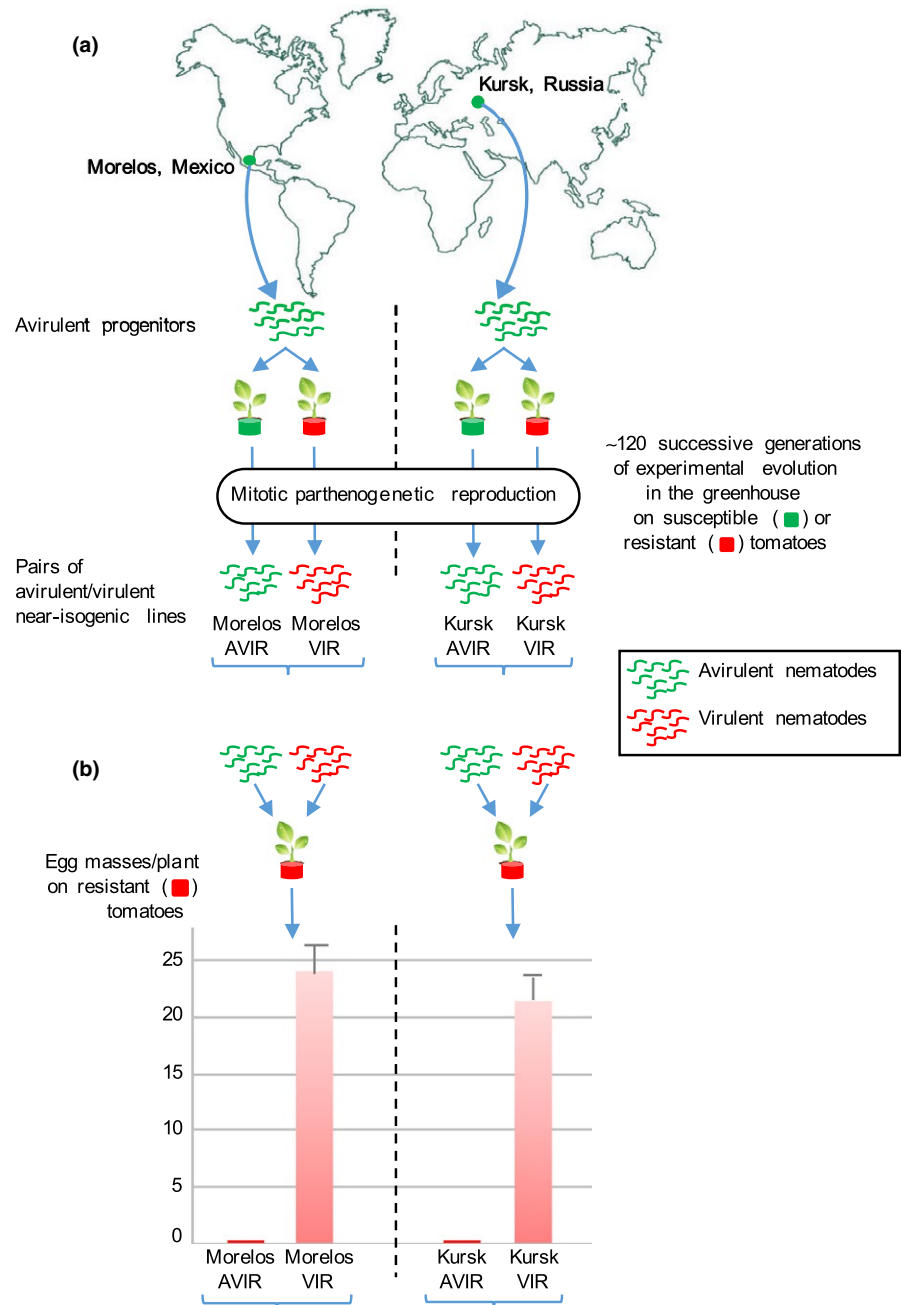 (a)
Kursk, Russia
Morelos, Mexico
Avirulent progenitors
~120 successive generations
of experimental evolution
in the greenhouse
on susceptible ( ) or
resistant ( ) tomatoes
Mitotic parthenogenetic reproduction
Pairs of
avirulent/virulent
near-isogenic lines
Morelos
AVIR
Morelos
VIR
Kursk
AVIR
Kursk
VIR
Avirulent nematodes
Virulent nematodes
(b)
Egg masses/plant
on resistant ( )
tomatoes
25
20
15
10
5
0
Morelos
AVIR
Morelos
VIR
Kursk
AVIR
Kursk
VIR